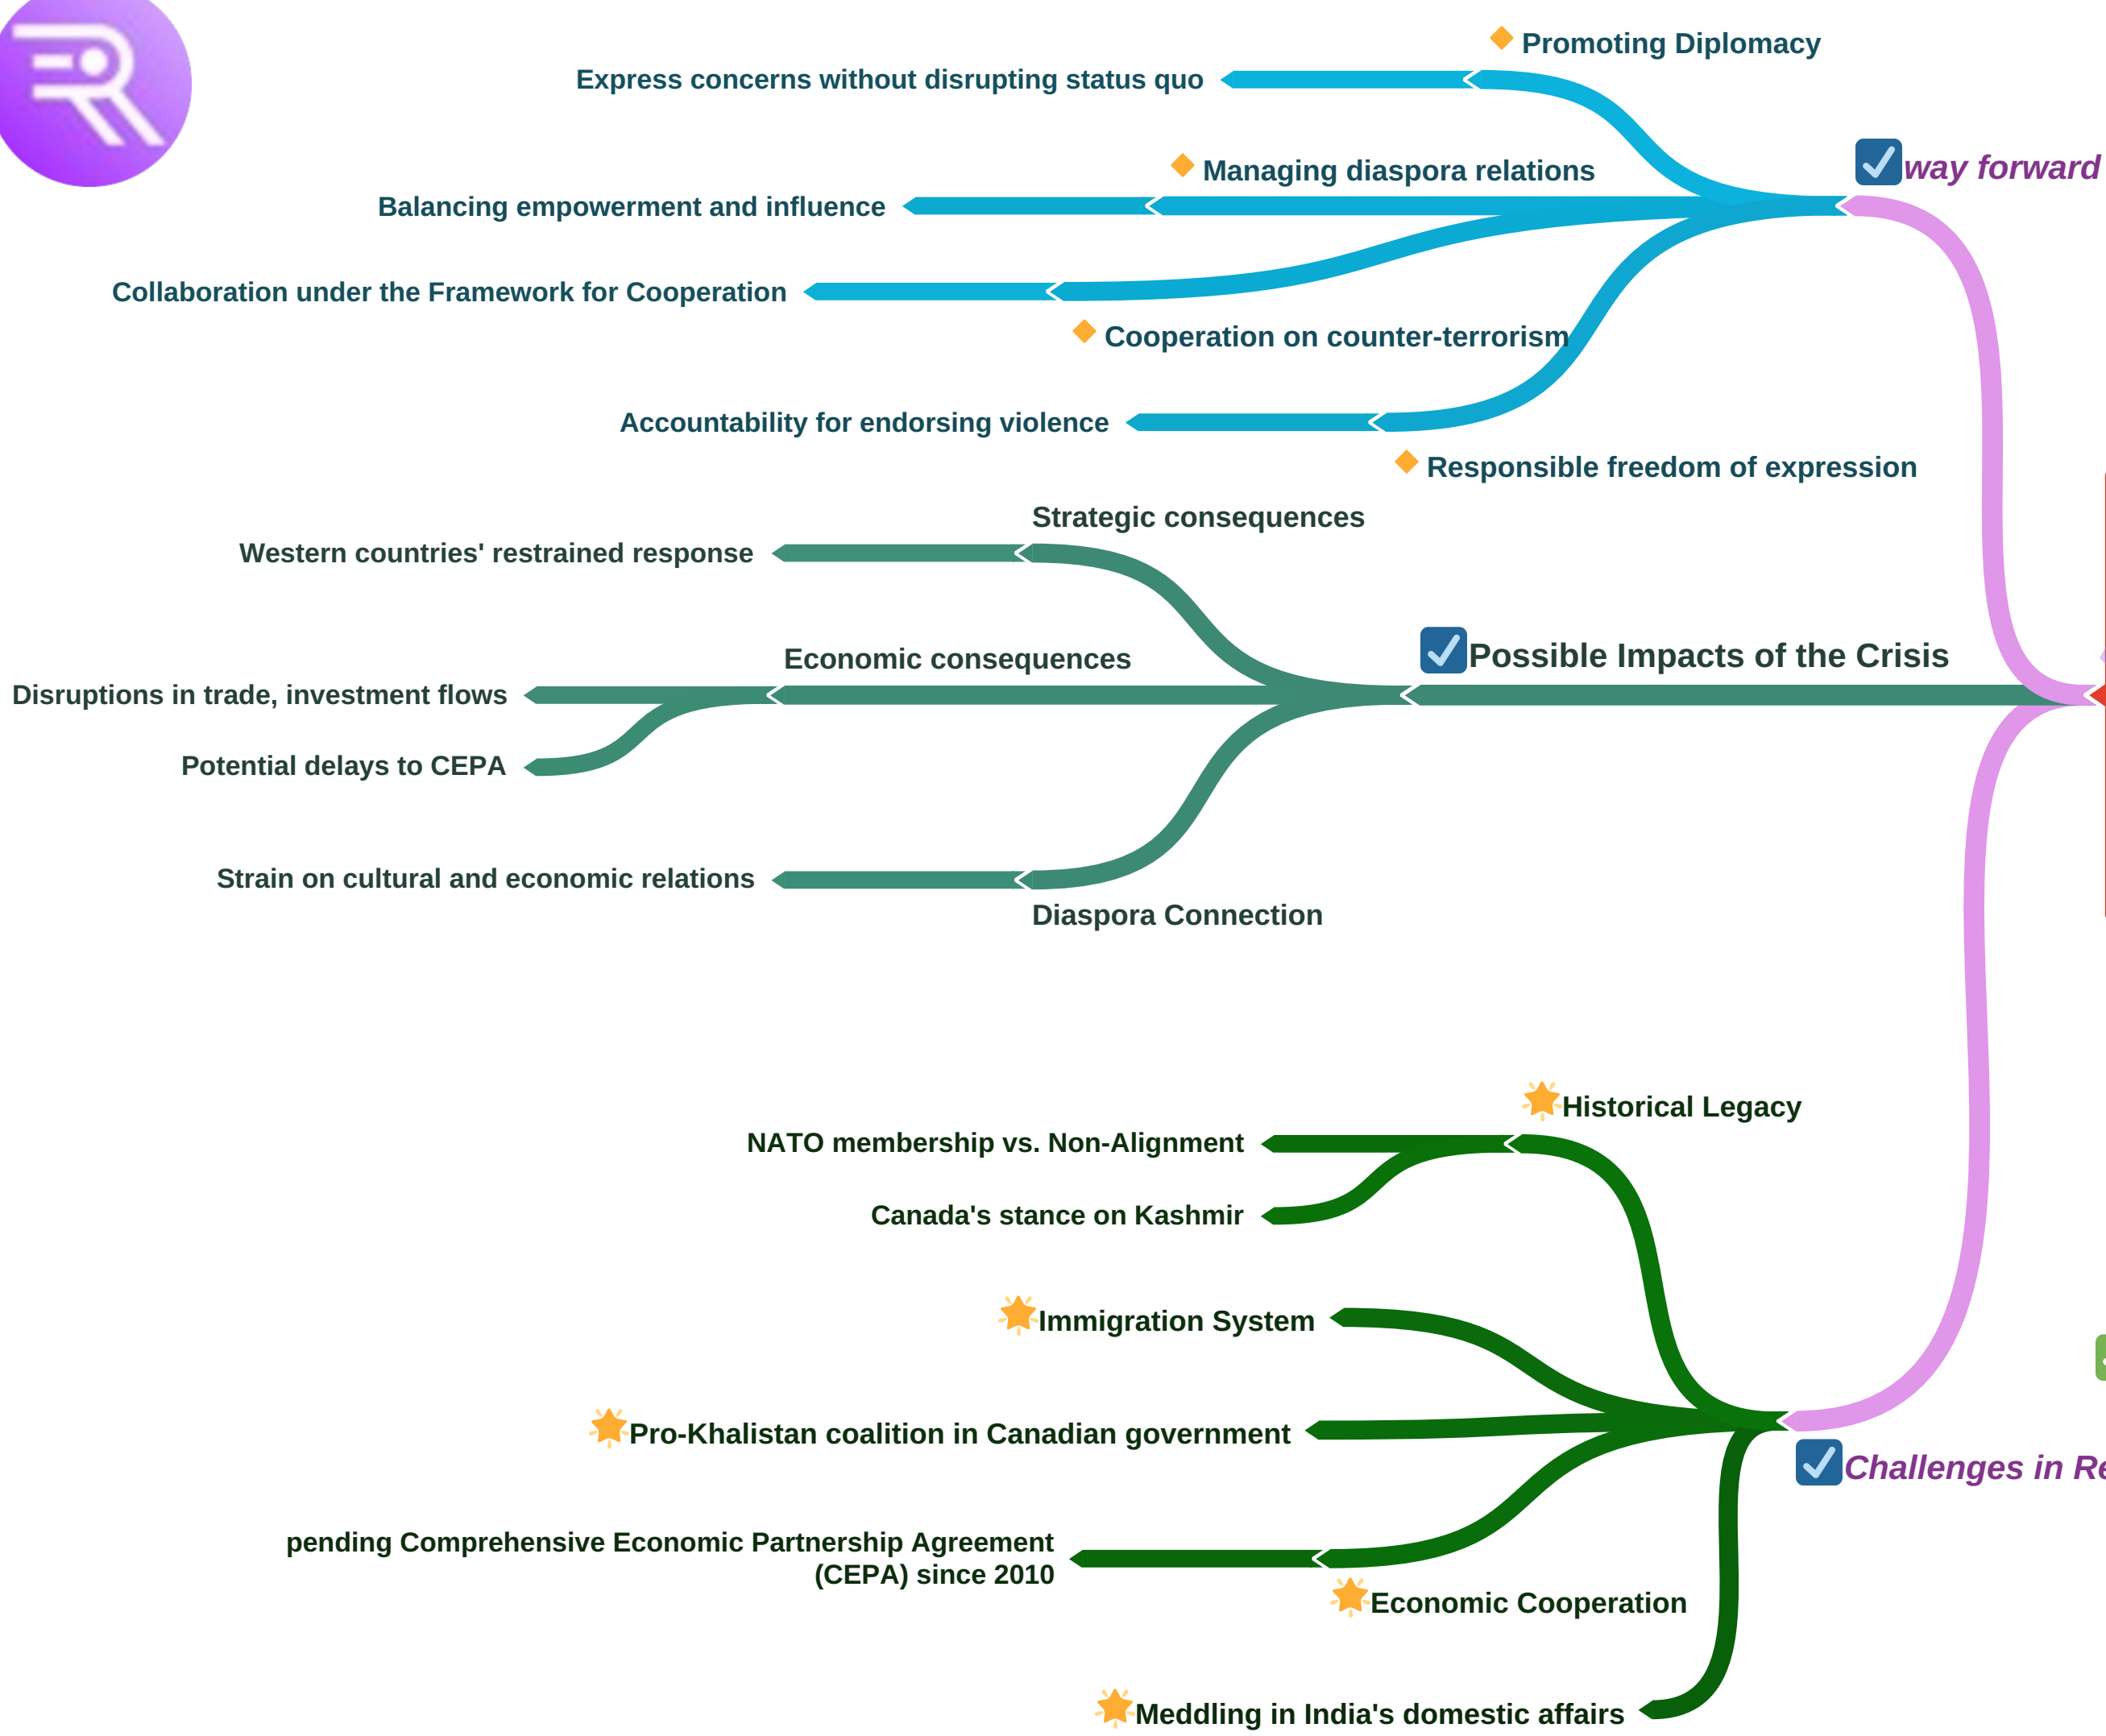 Promoting Diplomacy
Express concerns without disrupting status quo
way forward
Managing diaspora relations
Balancing empowerment and influence
Collaboration under the Framework for Cooperation
Cooperation on counter-terrorism
Accountability for endorsing violence
Responsible freedom of expression
Strategic consequences
Western countries' restrained response
Possible Impacts of the Crisis
Economic consequences
Disruptions in trade, investment flows
Potential delays to CEPA
Strain on cultural and economic relations
Diaspora Connection
Historical Legacy
NATO membership vs. Non-Alignment
Canada's stance on Kashmir
Immigration System
Pro-Khalistan coalition in Canadian government
Challenges in
pending Comprehensive Economic Partnership Agreement
(CEPA) since 2010
Economic Cooperation
Meddling in India's domestic affairs